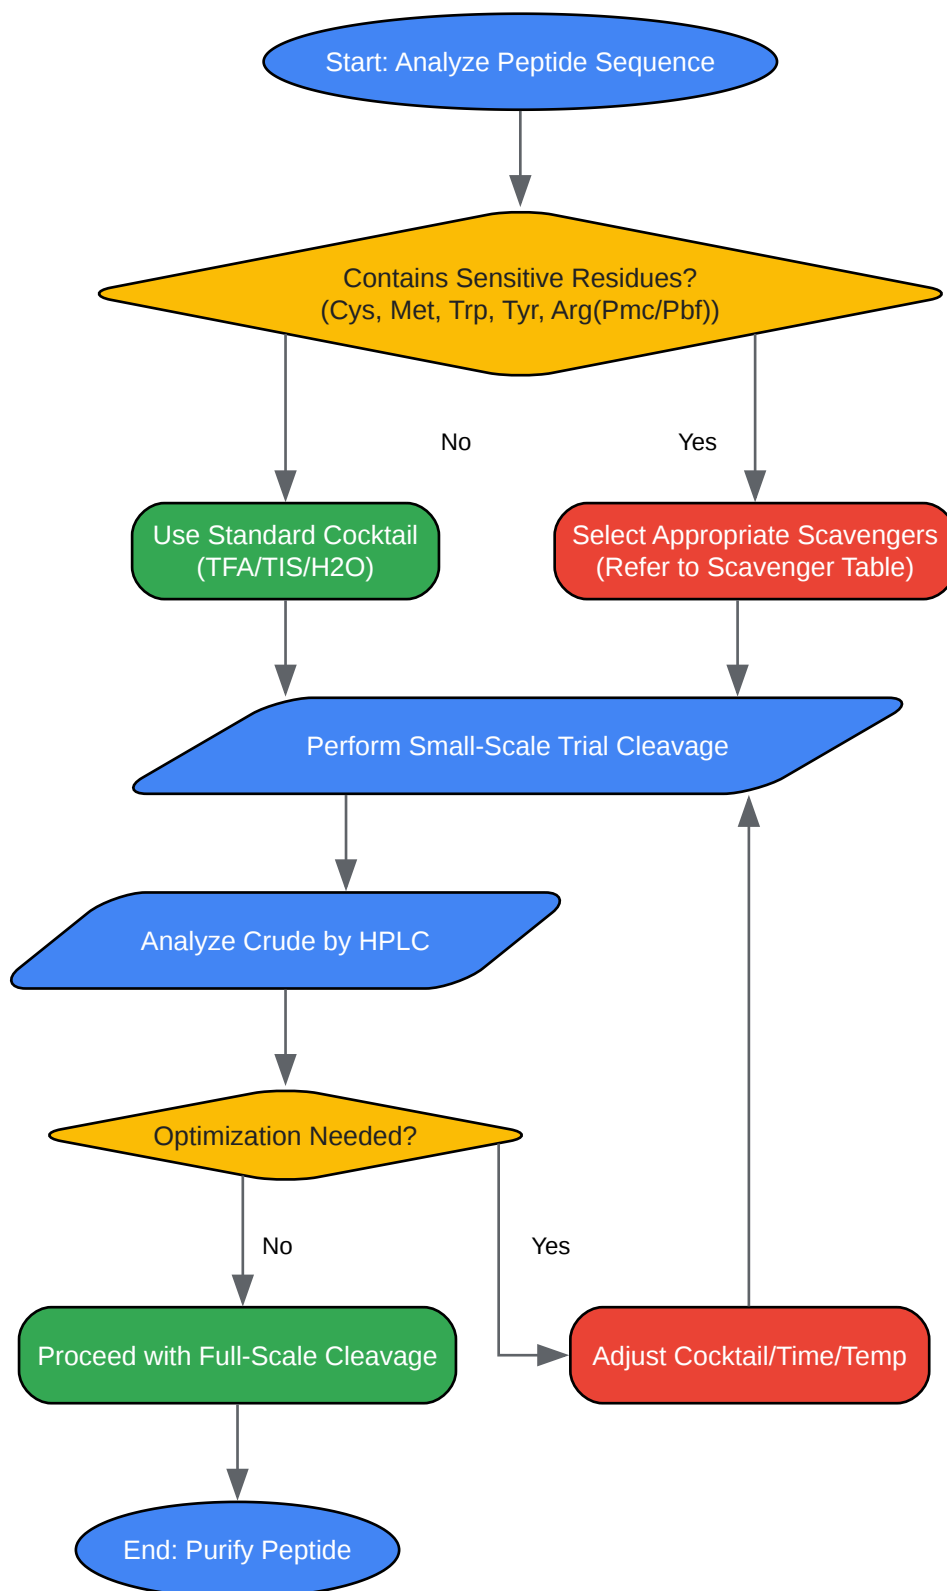 Start: Analyze Peptide Sequence
Contains Sensitive Residues?
(Cys, Met, Trp, Tyr, Arg(Pmc/Pbf))
No
Yes
Use Standard Cocktail
(TFA/TIS/H2O)
Select Appropriate Scavengers
(Refer to Scavenger Table)
Perform Small-Scale Trial Cleavage
Analyze Crude by HPLC
Optimization Needed?
No
Yes
Proceed with Full-Scale Cleavage
Adjust Cocktail/Time/Temp
End: Purify Peptide